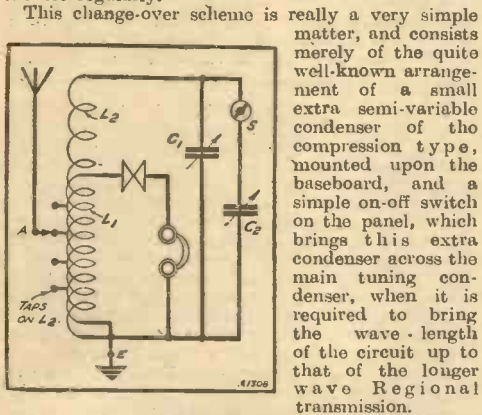 This change-over scheme is really a very simple
matter, and consists
merely of the quite
well-known arrange-
ment of a small
extra semi-variable
condenser of the
compression type,
mounted upon the
baseboard, and a
simple on-off switch
on the panel, which
brings this extra
condenser across the
main tuning con-
denser, when it is
required to bring
the wave-length
of the circuit up to
that of the longer
wave Regional
transmission.
L2
C1
S
L1
C2
A
TAPS
ON L2.
E
A1306